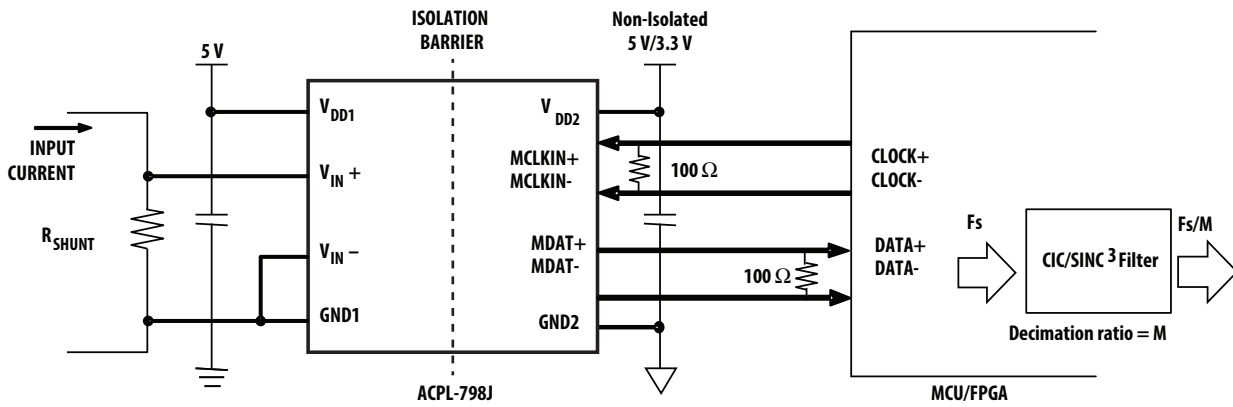 ISOLATION
BARRIER
Non-Isolated
5 V/3.3 V
5 V
INPUT
CURRENT
R SHUNT
V DD1
V IN +
V IN –
GND1
V DD2
MCLKIN+
MCLKIN-
MDAT+
MDAT-
GND2
100 Ω
100 Ω
CLOCK+
CLOCK-
DATA+
DATA-
Fs
CIC/SINC ³ Filter
Fs/M
Decimation ratio = M
ACPL-798J
MCU/FPGA